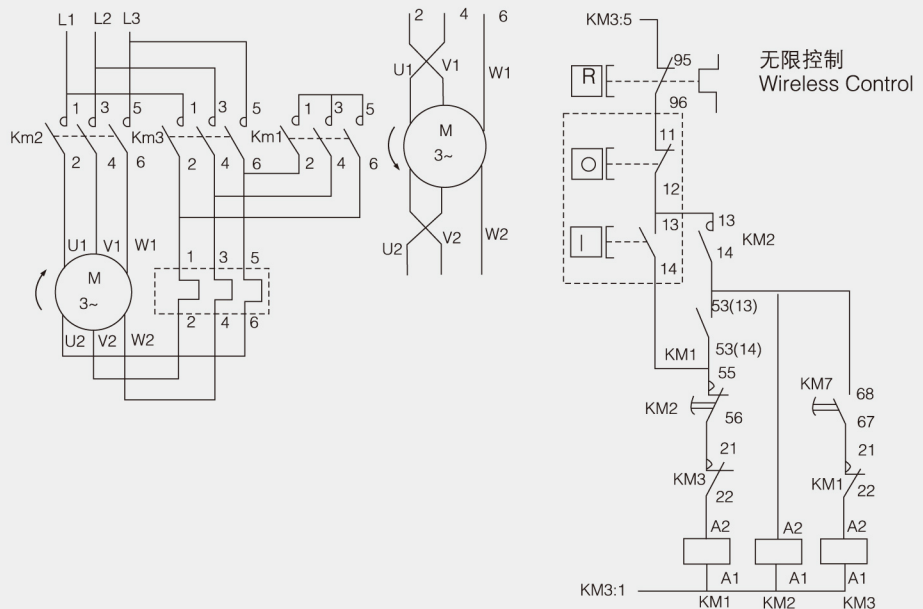 L1 L2 L3
1 3 5 1 3 5 1 3 5
Km2 Km3 Km1
2 4 6 2 4 6 2 4 6
U1 V1 W1
M
3~
U2 V2 W2
1 3 5
2 4 6
2 4 6
U1 V1 W1
M
3~
U2 V2 W2
KM3:5
无限控制
Wireless Control
95
R
96
11
O
12
13 13
KM2
I
14 14
53(13)
53(14)
KM1
55
KM2
56
KM7
68
67
21 21
KM3 KM1
22 22
A2 A2 A2
KM3:1
A1 A1 A1
KM1 KM2 KM3